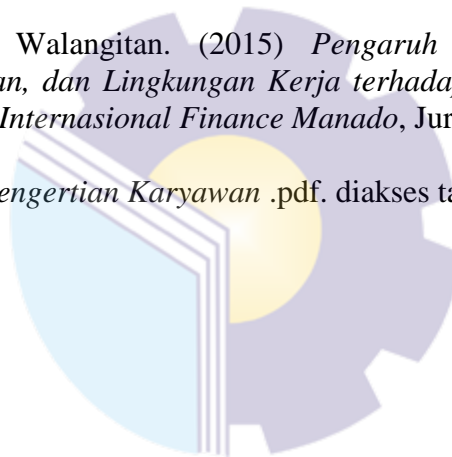 Walangitan. (2015) Pengaruh
an, dan Lingkungan Kerja terhada
Internasional Finance Manado, Jur
engertian Karyawan .pdf. diakses ta